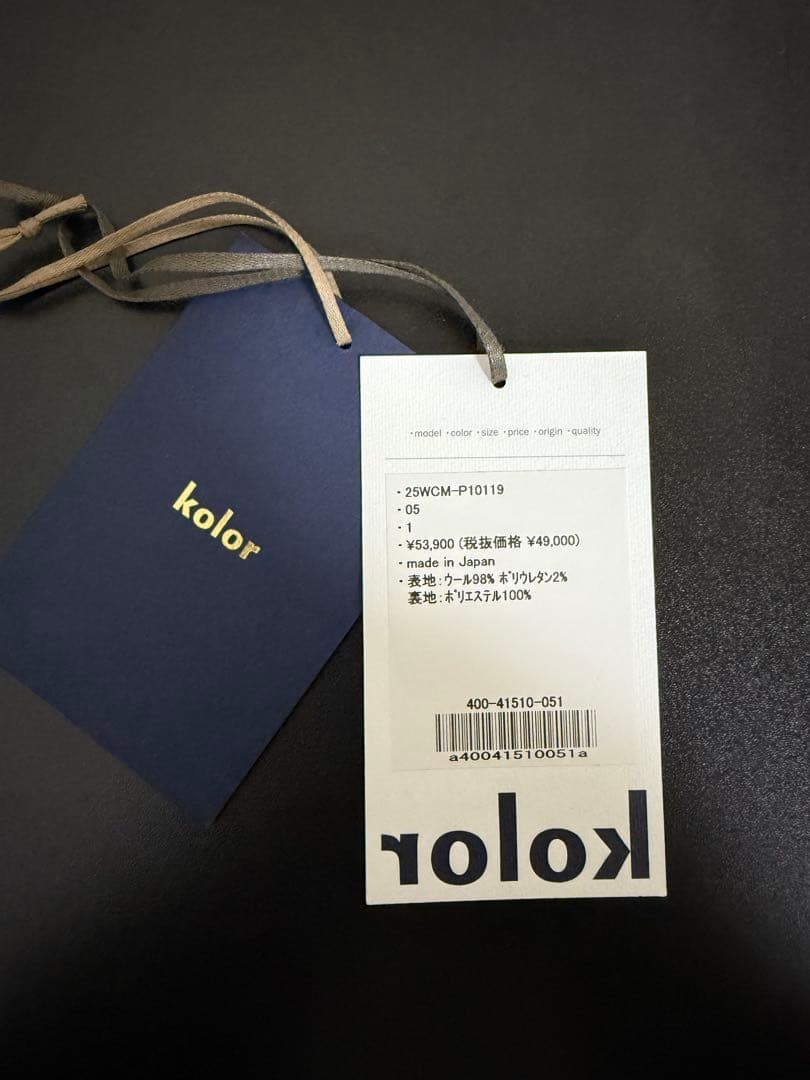 kolor
・model ・color ・size ・price ・origin ・quality
・25WCM-P10119
・05
・1
・¥53,900 (税抜価格 ¥49,000)
・made in Japan
・表地:ウール98% ポリウレタン2%
裏地:ポリエステル100%
400-41510-051
a40041510051a
kolor